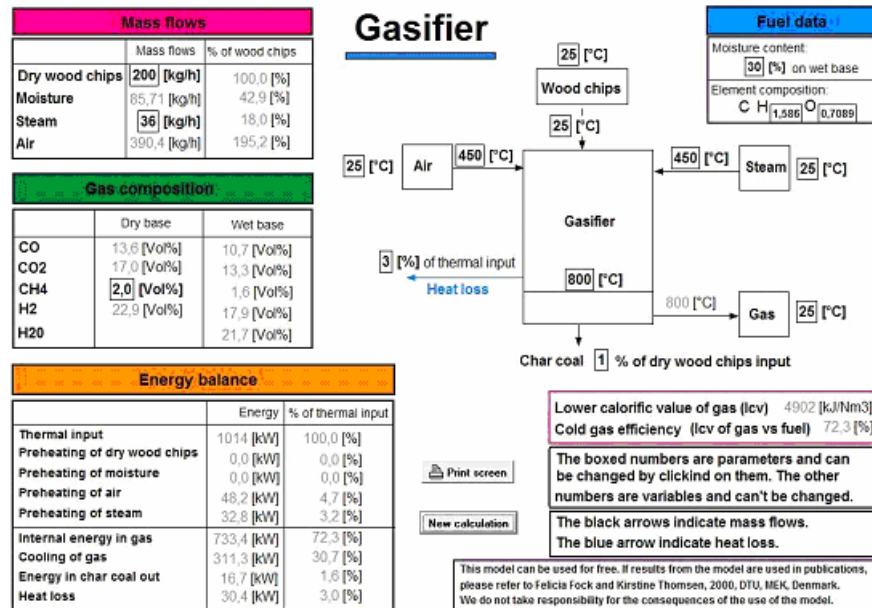 Mass flows
Mass flows % of wood chips
Dry wood chips 200 [kg/h] 100,0 [%]
Moisture 85,71 [kg/h] 42,9 [%]
Steam 36 [kg/h] 18,0 [%]
Air 390,4 [kg/h] 195,2 [%]
Gas composition
Dry base Wet base
CO 13,6 [Vol%] 10,7 [Vol%]
CO2 17,0 [Vol%] 13,3 [Vol%]
CH4 2,0 [Vol%] 1,6 [Vol%]
H2 22,9 [Vol%] 17,9 [Vol%]
H20 21,7 [Vol%]
Energy balance
Energy % of thermal input
Thermal input 1014 [kW] 100,0 [%]
Preheating of dry wood chips 0,0 [kW] 0,0 [%]
Preheating of moisture 0,0 [kW] 0,0 [%]
Preheating of air 48,2 [kW] 4,7 [%]
Preheating of steam 32,8 [kW] 3,2 [%]
Internal energy in gas 733,4 [kW] 72,3 [%]
Cooling of gas 311,3 [kW] 30,7 [%]
Energy in char coal out 16,7 [kW] 1,6 [%]
Heat loss 30,4 [kW] 3,0 [%]
Gasifier
25 [°C]
Wood chips
25 [°C]
25 [°C] Air 450 [°C]
450 [°C] Steam 25 [°C]
Gasifier
3 [%] of thermal input
Heat loss
800 [°C]
800 [°C] Gas 25 [°C]
Char coal 1 % of dry wood chips input
Fuel data
Moisture content:
30 [%] on wet base
Element composition:
C H 1,586 O 0,7089
Lower calorific value of gas (lcv) 4902 [kJ/Nm3]
Cold gas efficiency (lcv of gas vs fuel) 72,3 [%]
Print screen
New calculation
The boxed numbers are parameters and can
be changed by clickind on them. The other
numbers are variables and can't be changed.
The black arrows indicate mass flows.
The blue arrow indicate heat loss.
This model can be used for free. If results from the model are used in publications,
please refer to Felicia Fock and Kirstine Thomsen, 2000, DTU, MEK, Denmark.
We do not take responsibility for the consequences of the use of the model.